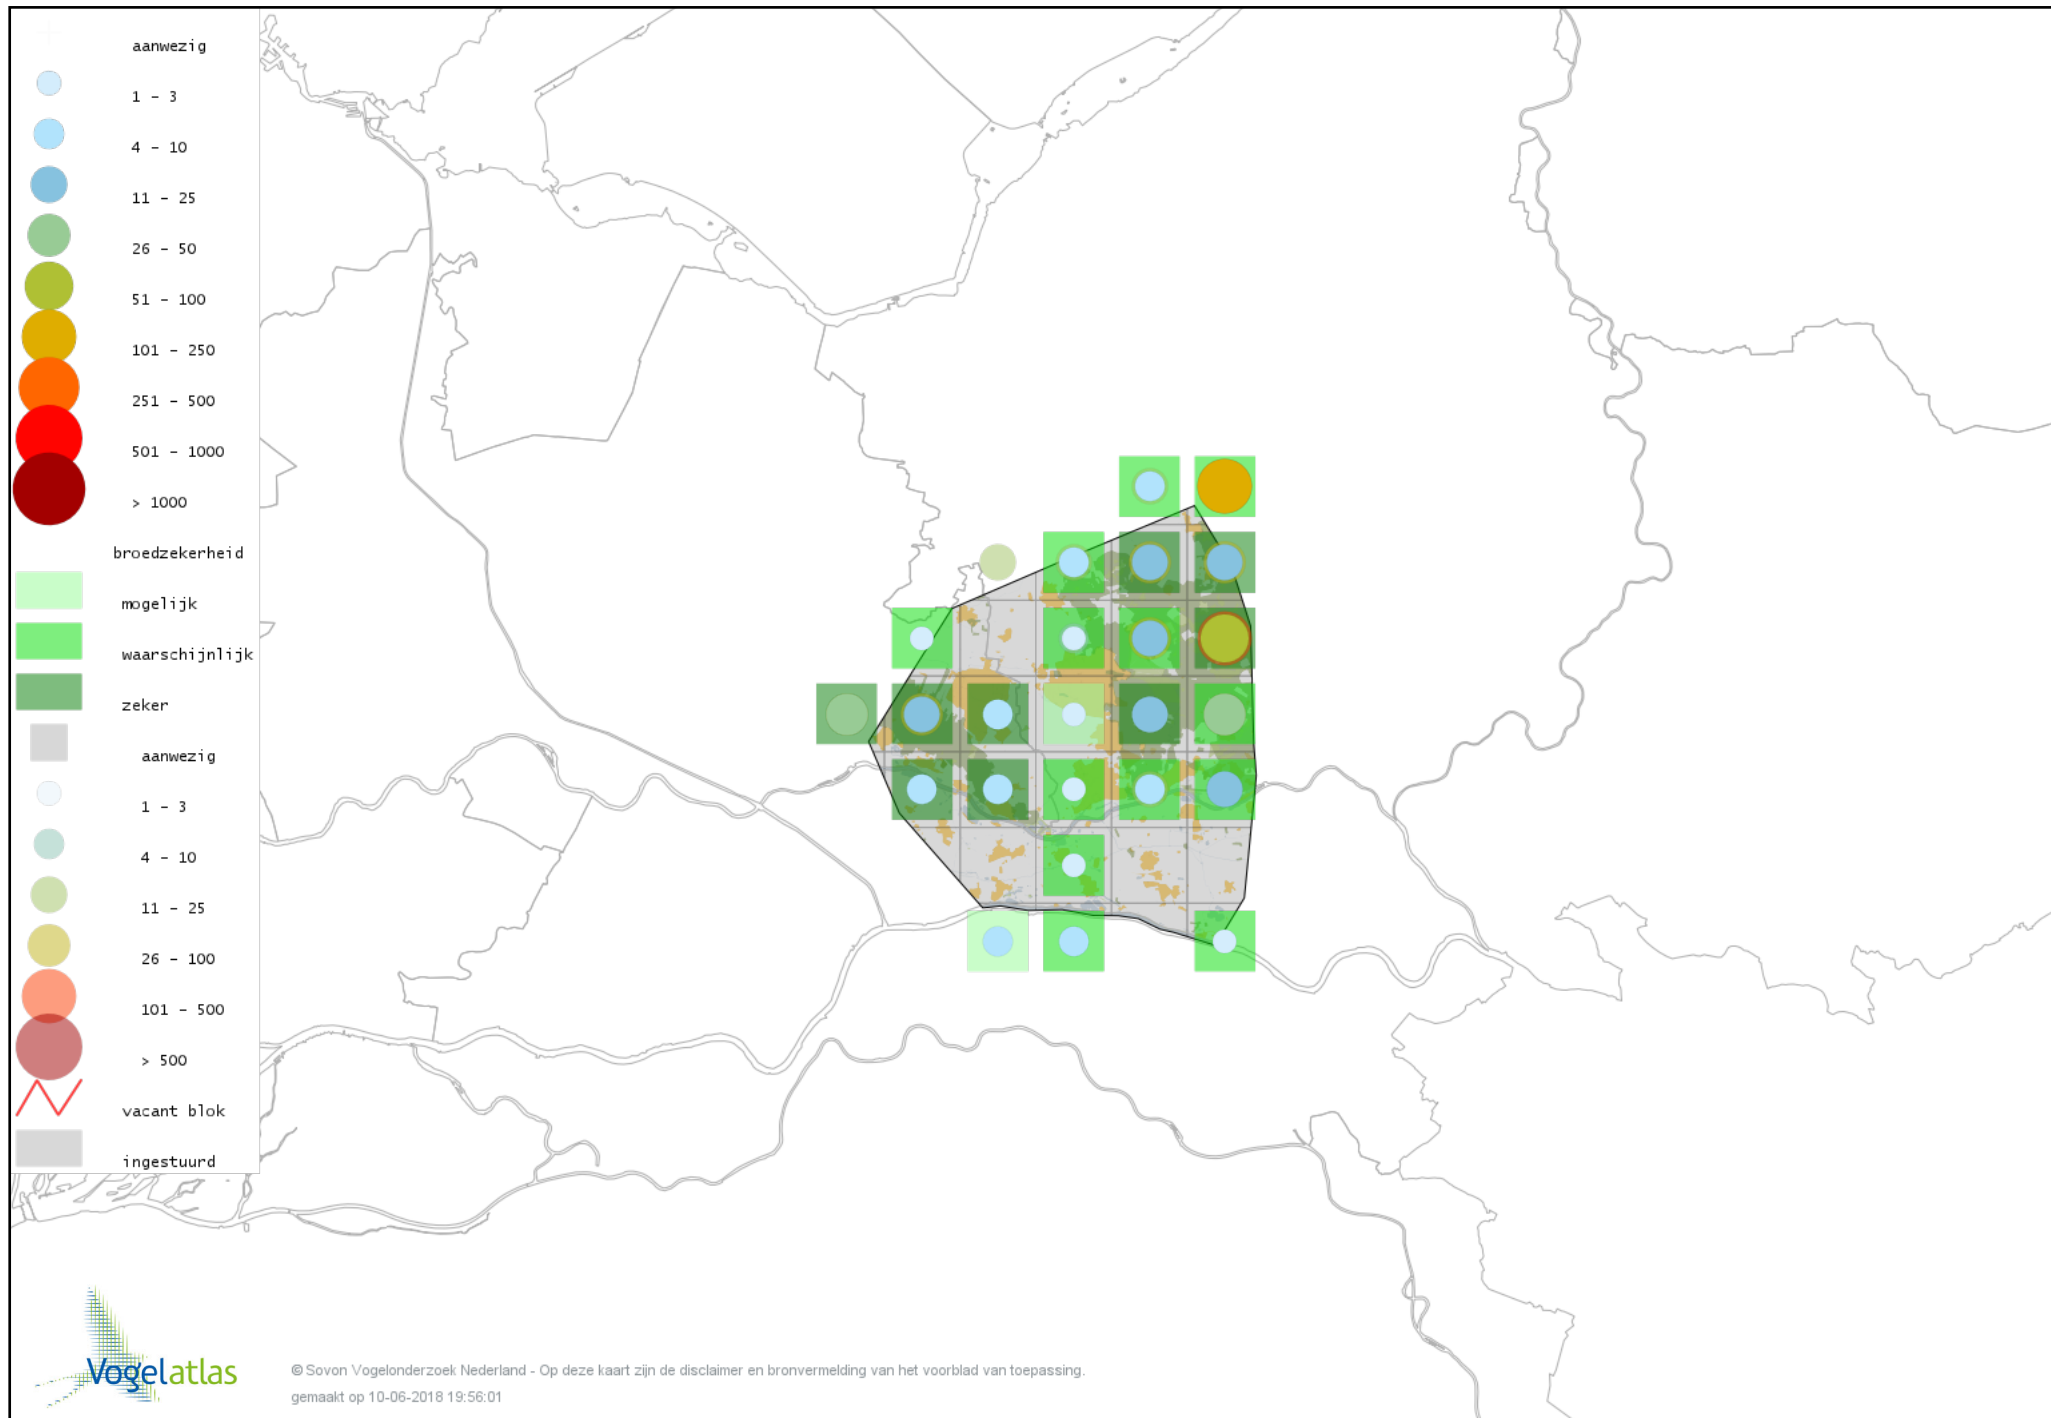 aanwezig
1 - 3
4 - 10
11 - 25
26 - 50
51 - 100
101 - 250
251 - 500
501 - 1000
> 1000
broedzekerheid
mogelijk
waarschijnlijk
zeker
aanwezig
1 - 3
4 - 10
11 - 25
26 - 100
101 - 500
> 500
vacant blok
ingestuurd
Vogelatlas
© Sovon Vogelonderzoek Nederland - Op deze kaart zijn de disclaimer en bronvermelding van het voorblad van toepassing.
gemaakt op 10-06-2018 19:56:01